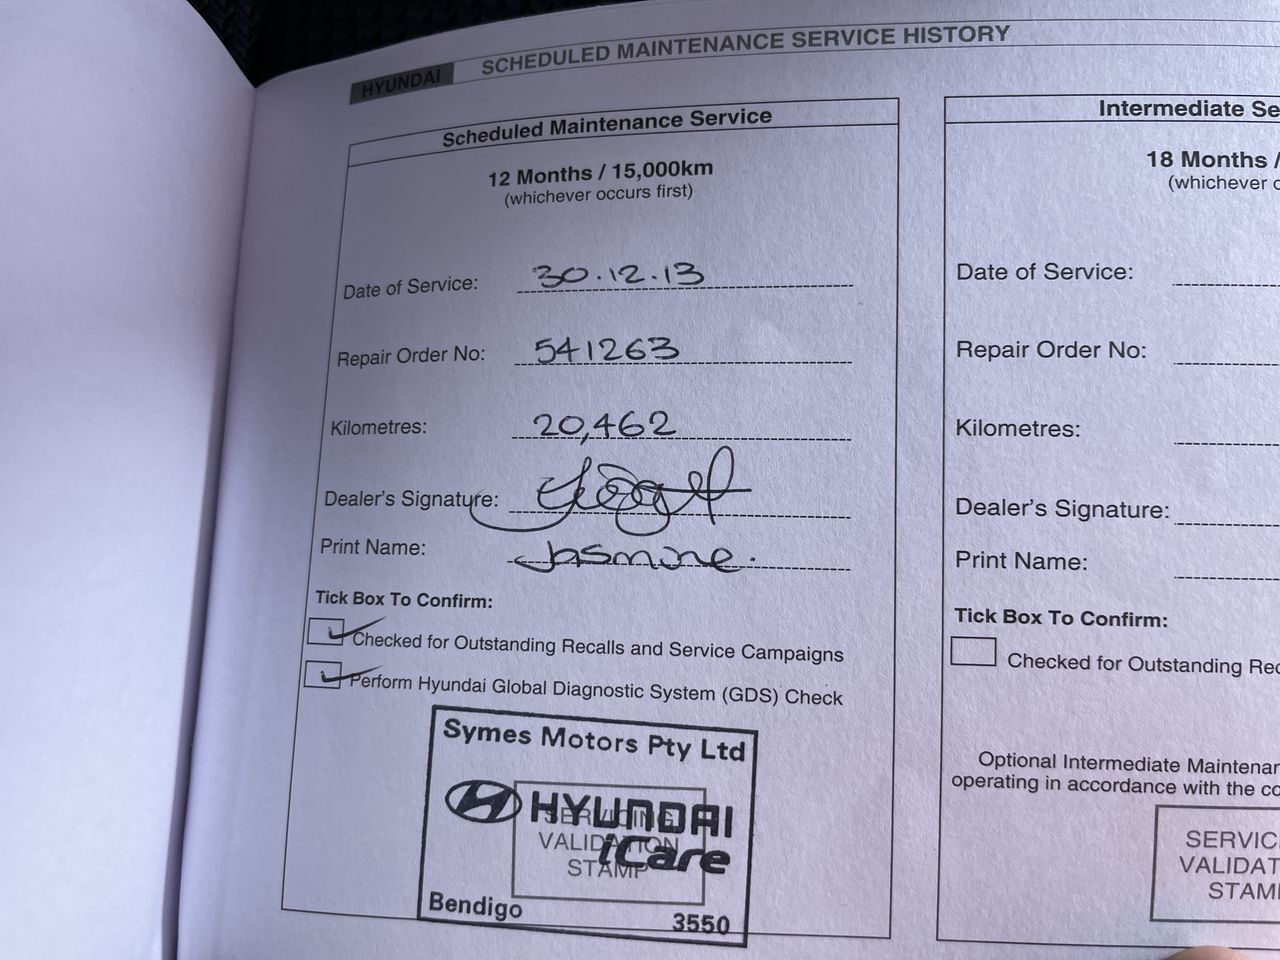 HYUNDAI SCHEDULED MAINTENANCE SERVICE HISTORY
Scheduled Maintenance Service
12 Months / 15,000km
(whichever occurs first)
Date of Service: 30.12.13
Repair Order No: 541263
Kilometres: 20,462
Dealer's Signature:
Print Name: Jasmine.
Tick Box To Confirm:
Checked for Outstanding Recalls and Service Campaigns
Perform Hyundai Global Diagnostic System (GDS) Check
Symes Motors Pty Ltd
HYUNDAI
iCare
SERVICING
VALIDATION
STAMP
Bendigo 3550
Intermediate Se
18 Months /
(whichever o
Date of Service:
Repair Order No:
Kilometres:
Dealer's Signature:
Print Name:
Tick Box To Confirm:
Checked for Outstanding Rec
Optional Intermediate Maintenan
operating in accordance with the co
SERVIC
VALIDAT
STAM